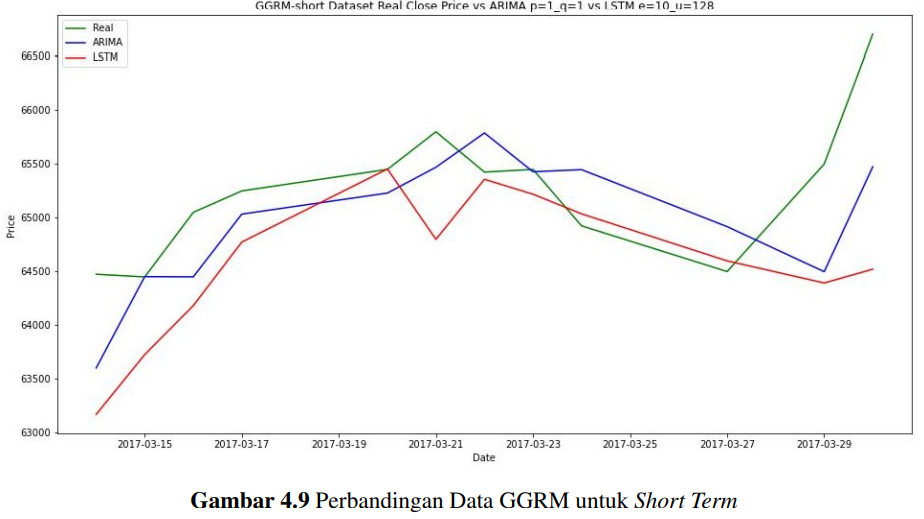 GGRM-short Dataset Real Close Price vs ARIMA p=1_q=1 vs LSTM e=10_u=128
Real
ARIMA
LSTM
66500
66000
65500
65000
64500
64000
63500
63000
Price
2017-03-15 2017-03-17 2017-03-19 2017-03-21 2017-03-23 2017-03-25 2017-03-27 2017-03-29
Date
Gambar 4.9 Perbandingan Data GGRM untuk Short Term